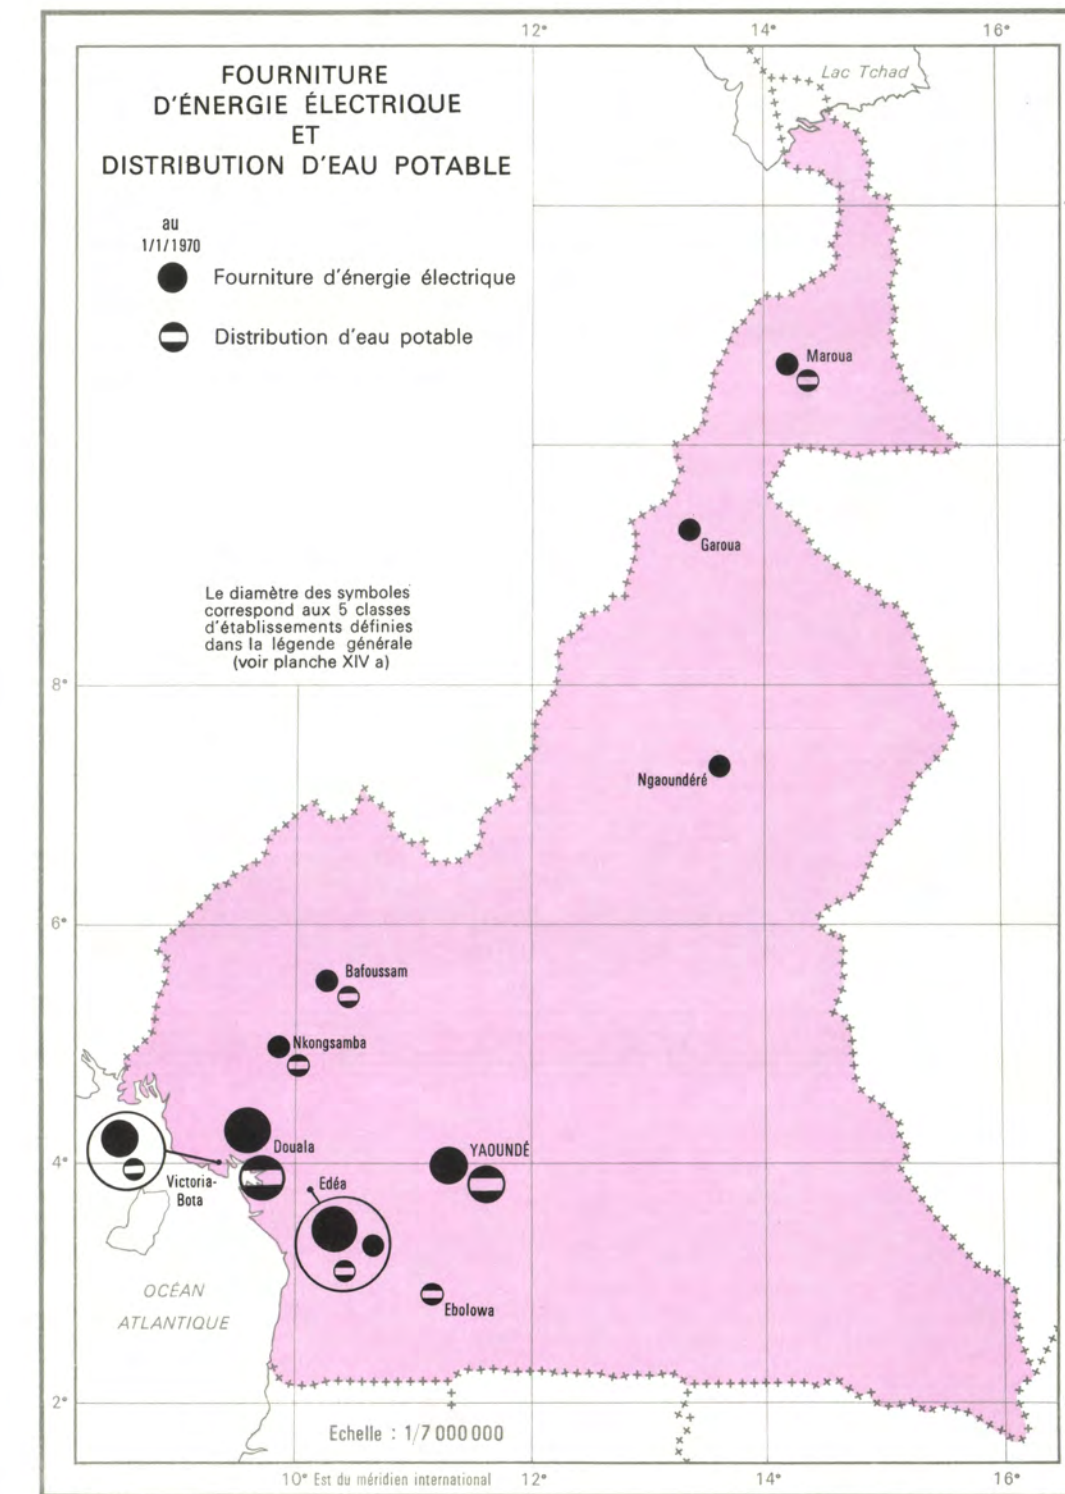 12°
14°
16°
FOURNITURE
D'ÉNERGIE ÉLECTRIQUE
ET
DISTRIBUTION D'EAU POTABLE
Lac Tchad
au
1/1/1970
Fourniture d'énergie électrique
Distribution d'eau potable
Maroua
Garoua
Le diamètre des symboles
correspond aux 5 classes
d'établissements définies
dans la légende générale
(voir planche XIV a)
8°
Ngaoundéré
6°
Bafoussam
Nkongsamba
Douala
YAOUNDÉ
4°
Victoria-
Bota
Edéa
OCÉAN
ATLANTIQUE
Ebolowa
2°
Echelle : 1/7 000 000
10° Est du méridien international
12°
14°
16°